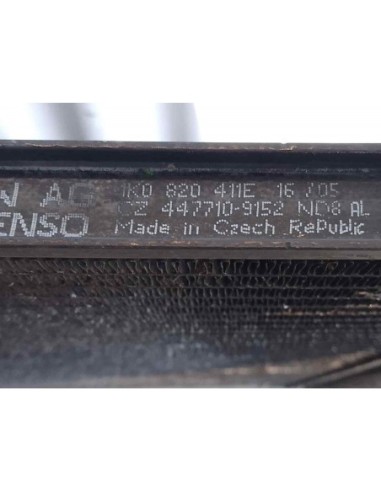 W AG 1K0 820 411E 16/05
ENSO CZ 447710-9152 ND8 AL
Made in Czech RePublic